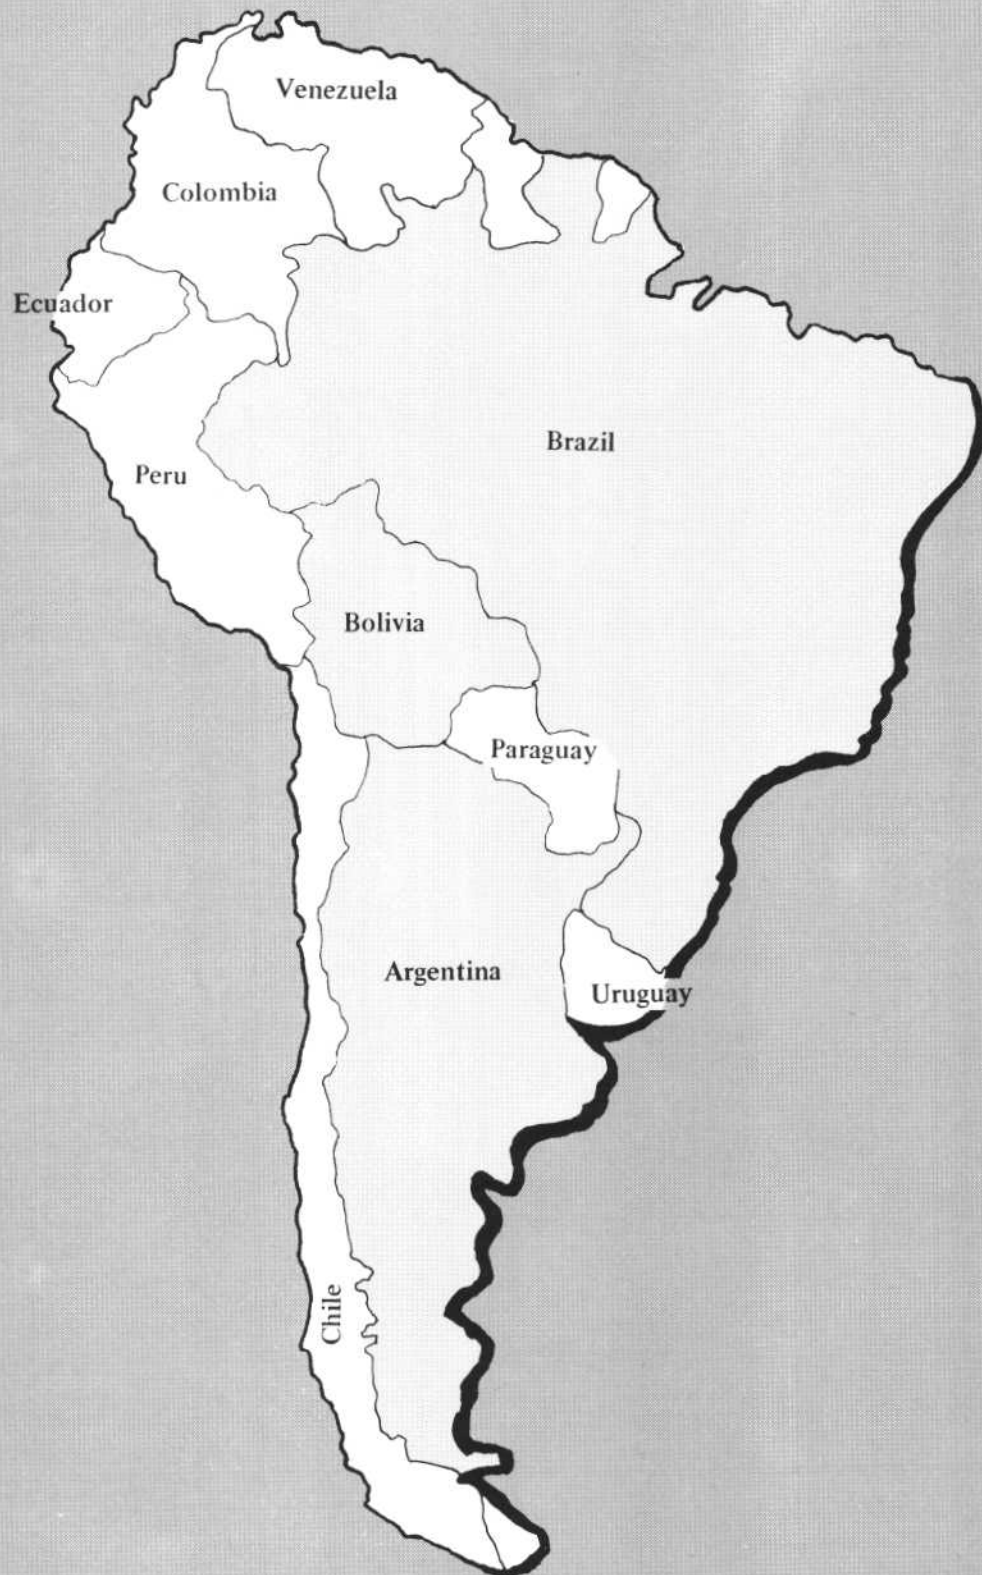 Venezuela
Colombia
Ecuador
Brazil
Peru
Bolivia
Paraguay
Argentina
Uruguay
Chile